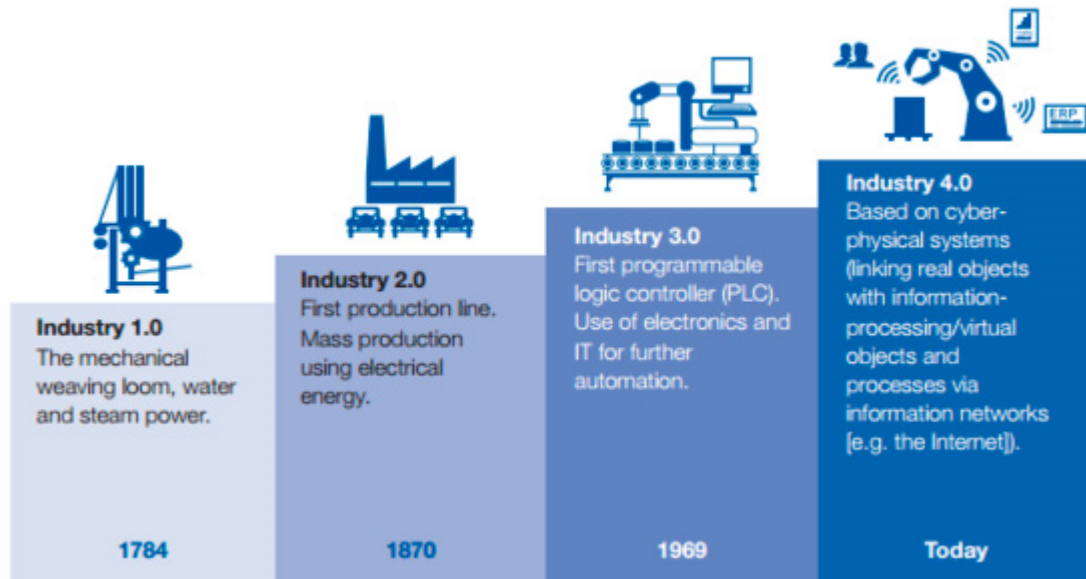 ERP
Industry 1.0
The mechanical
weaving loom, water
and steam power.
1784
Industry 2.0
First production line.
Mass production
using electrical
energy.
1870
Industry 3.0
First programmable
logic controller (PLC).
Use of electronics and
IT for further
automation.
1969
Industry 4.0
Based on cyber-
physical systems
(linking real objects
with information-
processing/virtual
objects and
processes via
information networks
[e.g. the Internet]).
Today